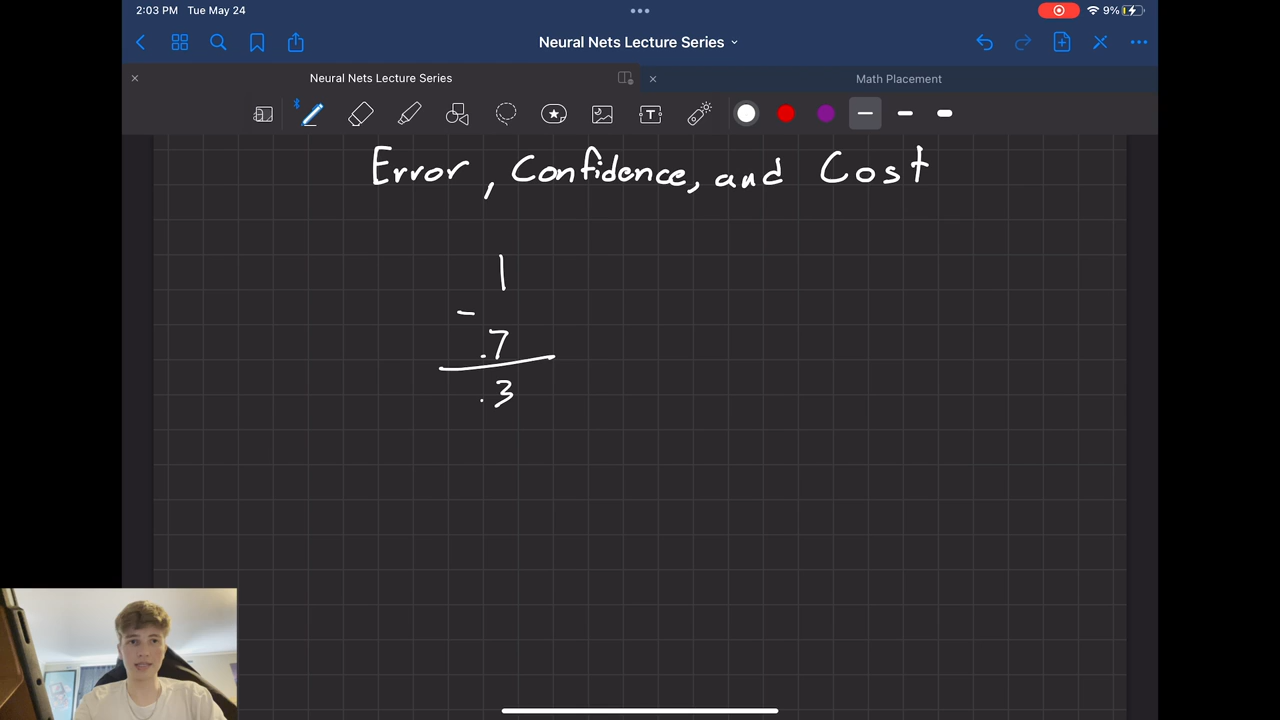 2:03 PM Tue May 24
9%
Neural Nets Lecture Series
Neural Nets Lecture Series
Math Placement
T
Error, Confidence, and Cost
1
-
.7
.3